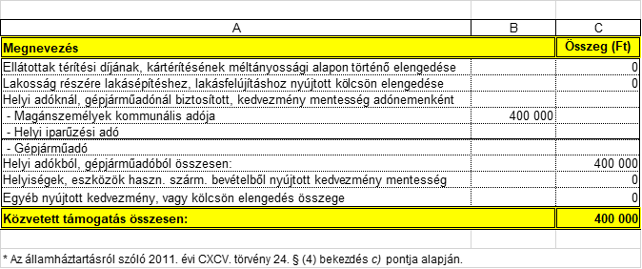 A B C
Megnevezés Összeg (Ft)
Ellátottak térítési díjának, kártérítésének méltányossági alapon történő elengedése 0
Lakosság részére lakásépítéshez, lakásfelújításhoz nyújtott kölcsön elengedése 0
Helyi adóknál, gépjárműadónál biztosított, kedvezmény mentesség adónemenként
- Magánszemélyek kommunális adója 400 000
- Helyi iparűzési adó
- Gépjárműadó
Helyi adókból, gépjárműadóból összesen: 400 000
Helyiségek, eszközök haszn. szárm. bevételből nyújtott kedvezmény mentesség 0
Egyéb nyújtott kedvezmény, vagy kölcsön elengedés összege 0
Közvetett támogatás összesen: 400 000
* Az államháztartásról szóló 2011. évi CXCV. törvény 24. § (4) bekezdés c) pontja alapján.